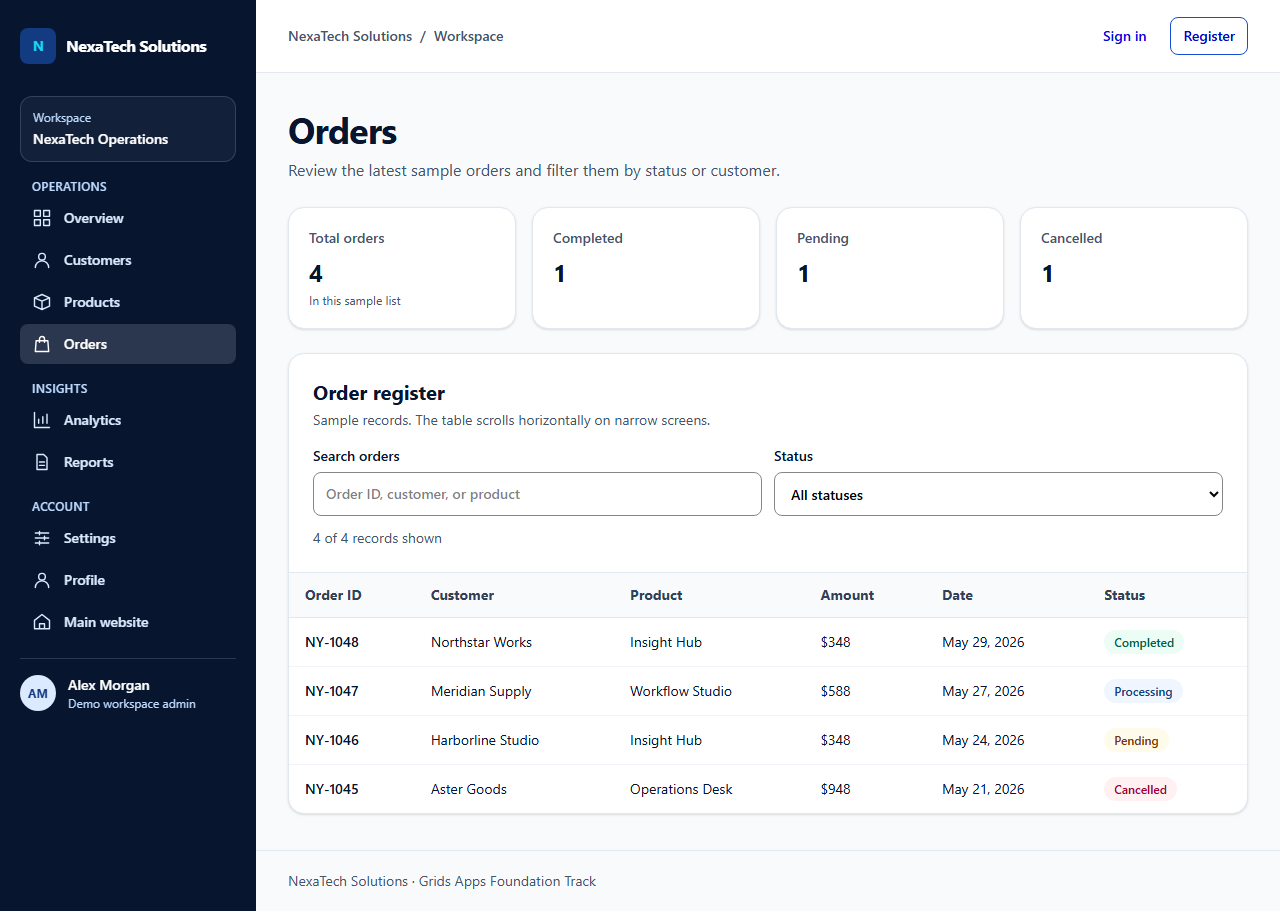 N NexaTech Solutions
Workspace
NexaTech Operations
OPERATIONS
Overview
Customers
Products
Orders
INSIGHTS
Analytics
Reports
ACCOUNT
Settings
Profile
Main website
AM Alex Morgan
Demo workspace admin
NexaTech Solutions / Workspace
Sign in Register
Orders
Review the latest sample orders and filter them by status or customer.
Total orders
4
In this sample list
Completed
1
Pending
1
Cancelled
1
Order register
Sample records. The table scrolls horizontally on narrow screens.
Search orders
Order ID, customer, or product
Status
All statuses
4 of 4 records shown
Order ID Customer Product Amount Date Status
NY-1048 Northstar Works Insight Hub $348 May 29, 2026 Completed
NY-1047 Meridian Supply Workflow Studio $588 May 27, 2026 Processing
NY-1046 Harborline Studio Insight Hub $348 May 24, 2026 Pending
NY-1045 Aster Goods Operations Desk $948 May 21, 2026 Cancelled
NexaTech Solutions · Grids Apps Foundation Track